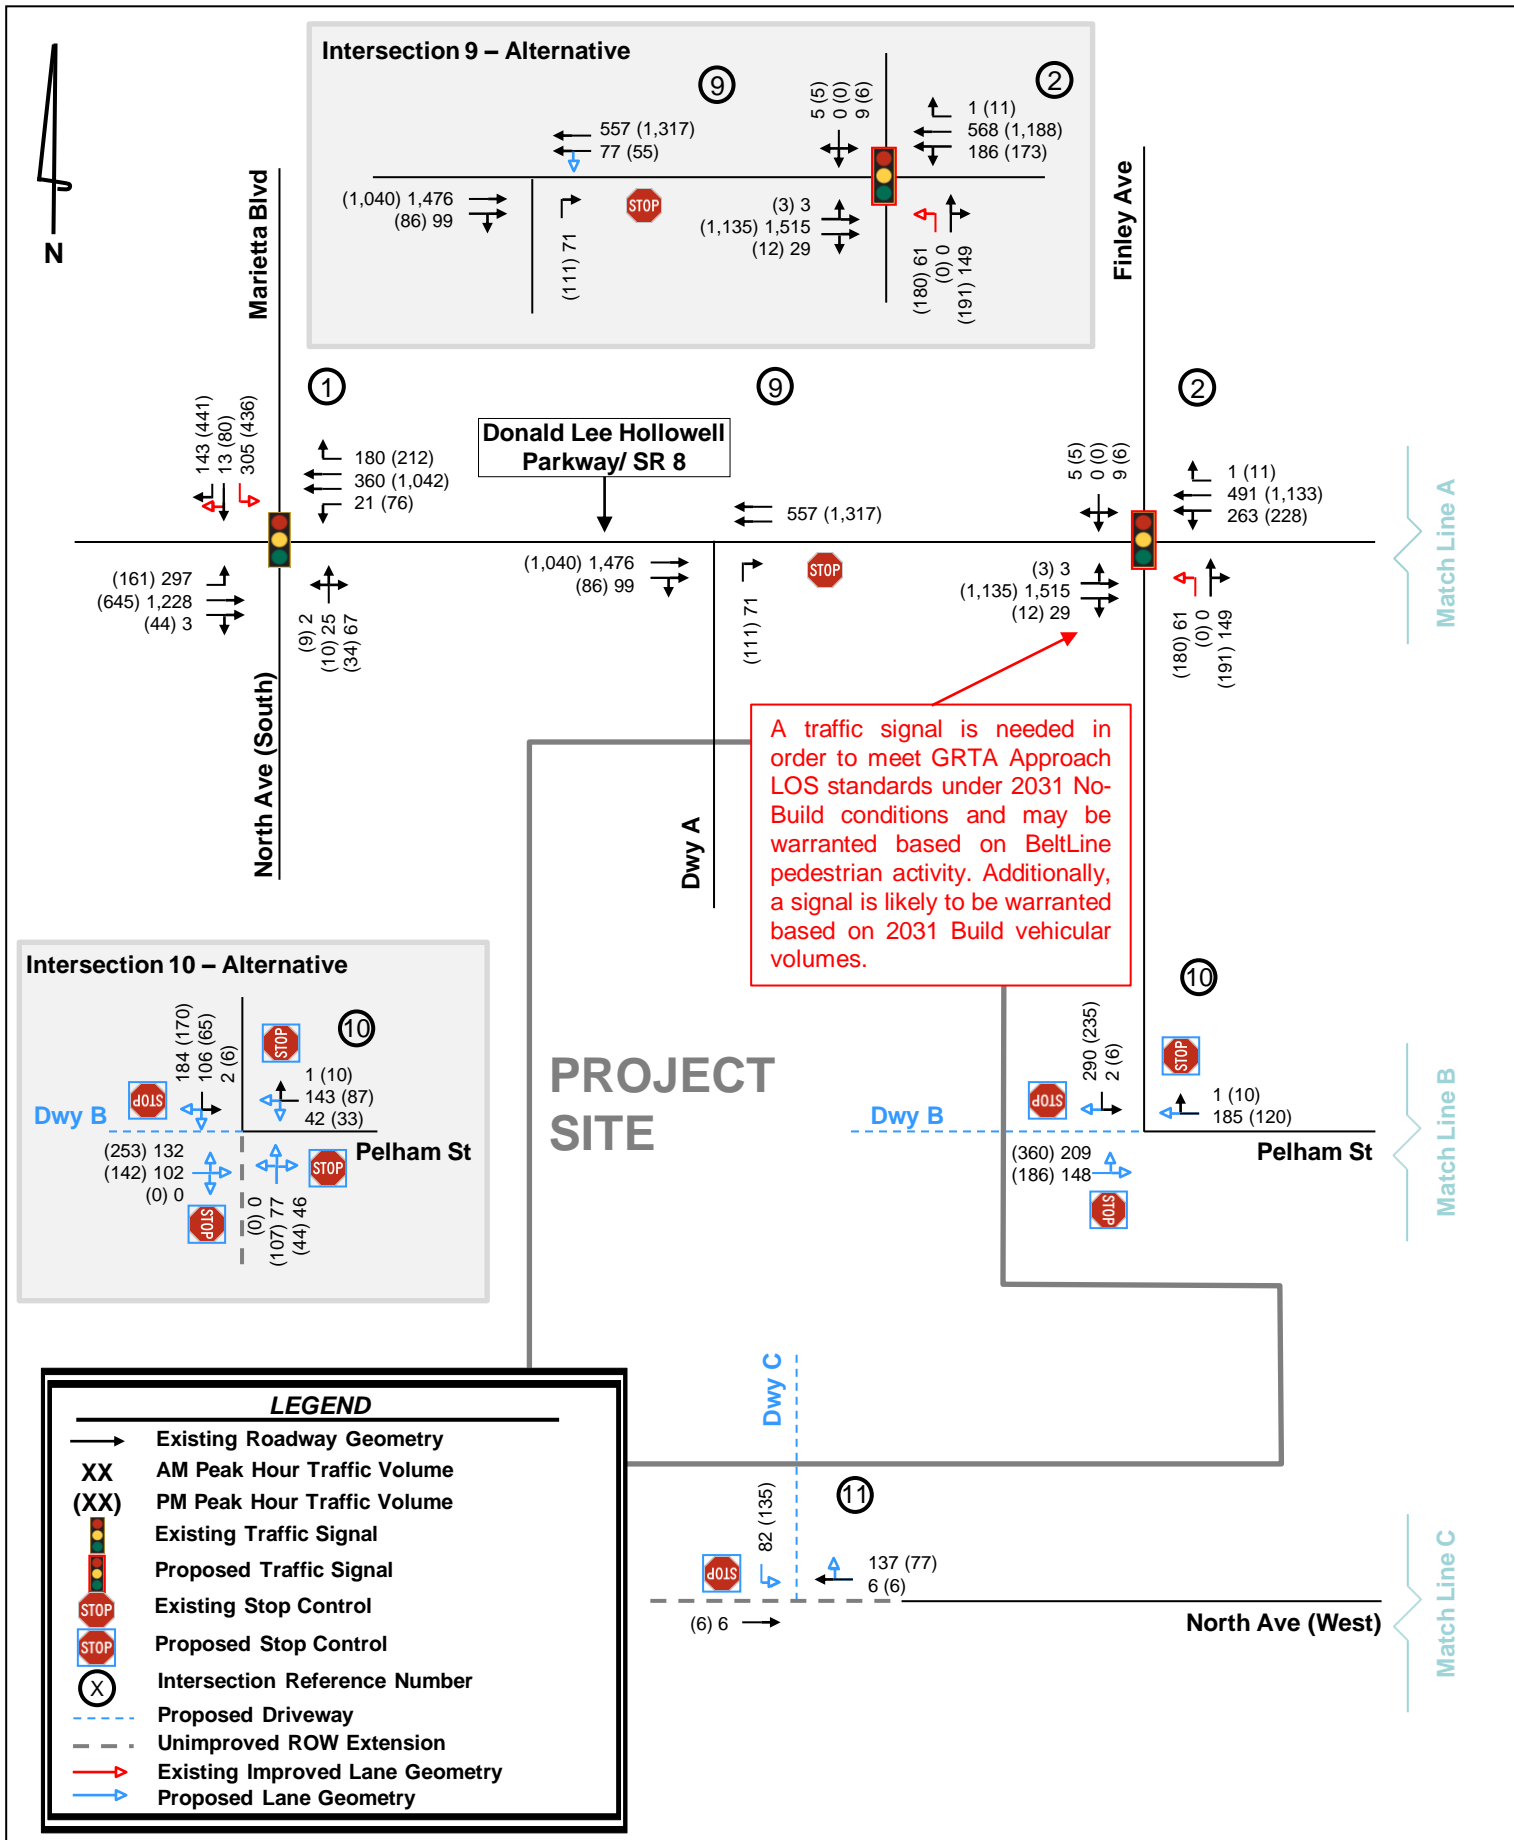 Intersection 9 – Alternative
9
2
557 (1,317)
77 (55)
(1,040) 1,476
(86) 99
(111) 71
STOP
5 (5)
0 (0)
9 (6)
1 (11)
568 (1,188)
186 (173)
(3) 3
(1,135) 1,515
(12) 29
(180) 61
(0) 0
(191) 149
N
Marietta Blvd
Finley Ave
1
9
2
143 (441)
13 (80)
305 (436)
180 (212)
360 (1,042)
21 (76)
Donald Lee Hollowell
Parkway/ SR 8
557 (1,317)
5 (5)
0 (0)
9 (6)
1 (11)
491 (1,133)
263 (228)
Match Line A
(161) 297
(645) 1,228
(44) 3
(9) 2
(10) 25
(34) 67
(1,040) 1,476
(86) 99
(111) 71
STOP
(3) 3
(1,135) 1,515
(12) 29
(180) 61
(0) 0
(191) 149
North Ave (South)
Dwy A
A traffic signal is needed in
order to meet GRTA Approach
LOS standards under 2031 No-
Build conditions and may be
warranted based on BeltLine
pedestrian activity. Additionally,
a signal is likely to be warranted
based on 2031 Build vehicular
volumes.
Intersection 10 – Alternative
10
STOP
184 (170)
106 (65)
2 (6)
STOP
1 (10)
143 (87)
42 (33)
Dwy B
Pelham St
(253) 132
(142) 102
(0) 0
STOP
(0) 0
(107) 77
(44) 46
STOP
PROJECT
SITE
10
290 (235)
2 (6)
STOP
STOP
1 (10)
185 (120)
Dwy B
Pelham St
(360) 209
(186) 148
STOP
Match Line B
Dwy C
11
82 (135)
STOP
137 (77)
6 (6)
(6) 6
North Ave (West)
Match Line C
LEGEND
Existing Roadway Geometry
XX AM Peak Hour Traffic Volume
(XX) PM Peak Hour Traffic Volume
Existing Traffic Signal
Proposed Traffic Signal
STOP Existing Stop Control
STOP Proposed Stop Control
X Intersection Reference Number
Proposed Driveway
Unimproved ROW Extension
Existing Improved Lane Geometry
Proposed Lane Geometry